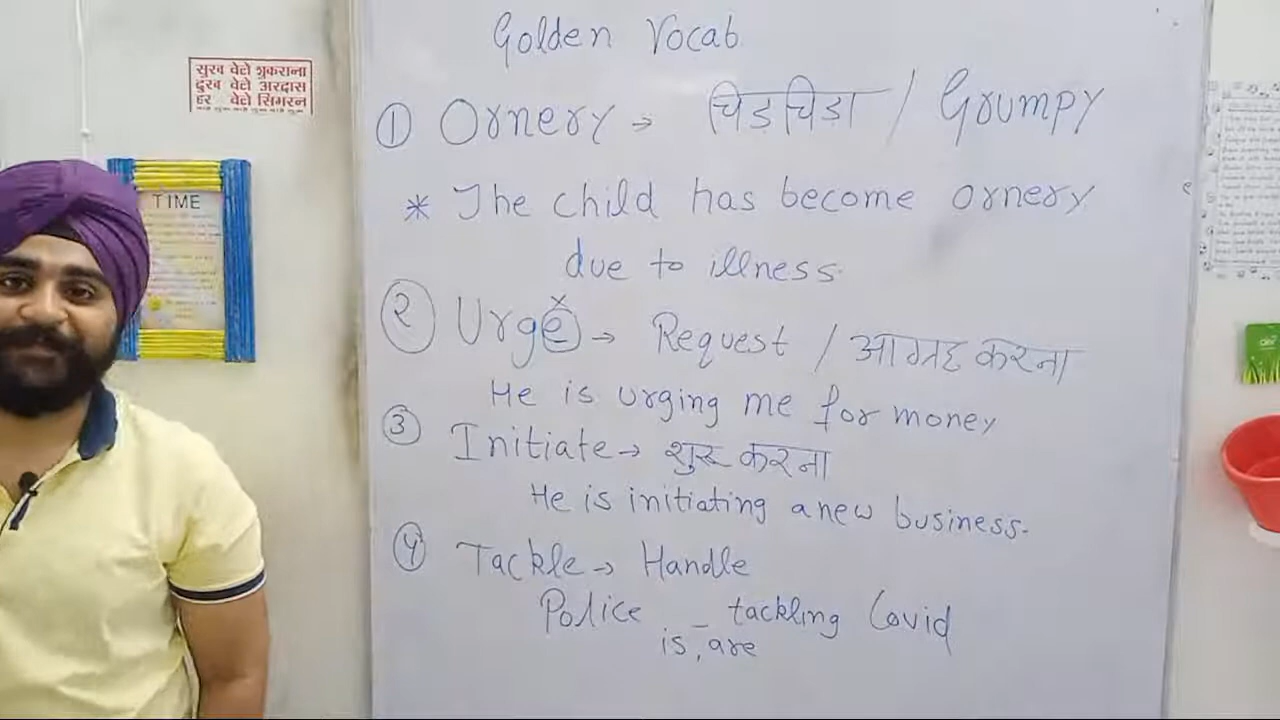 Golden Vocab
सुख वेले शुकराना
दुख वेले अरदास
हर वेले सिमरन
① Ornery → चिड़चिड़ा / Grumpy
* The child has become ornery
due to illness.
TIME
② Urge → Request / आग्रह करना
He is urging me for money
③ Initiate → शुरू करना
He is initiating a new business.
④ Tackle → Handle
Police _ tackling Covid
is, are